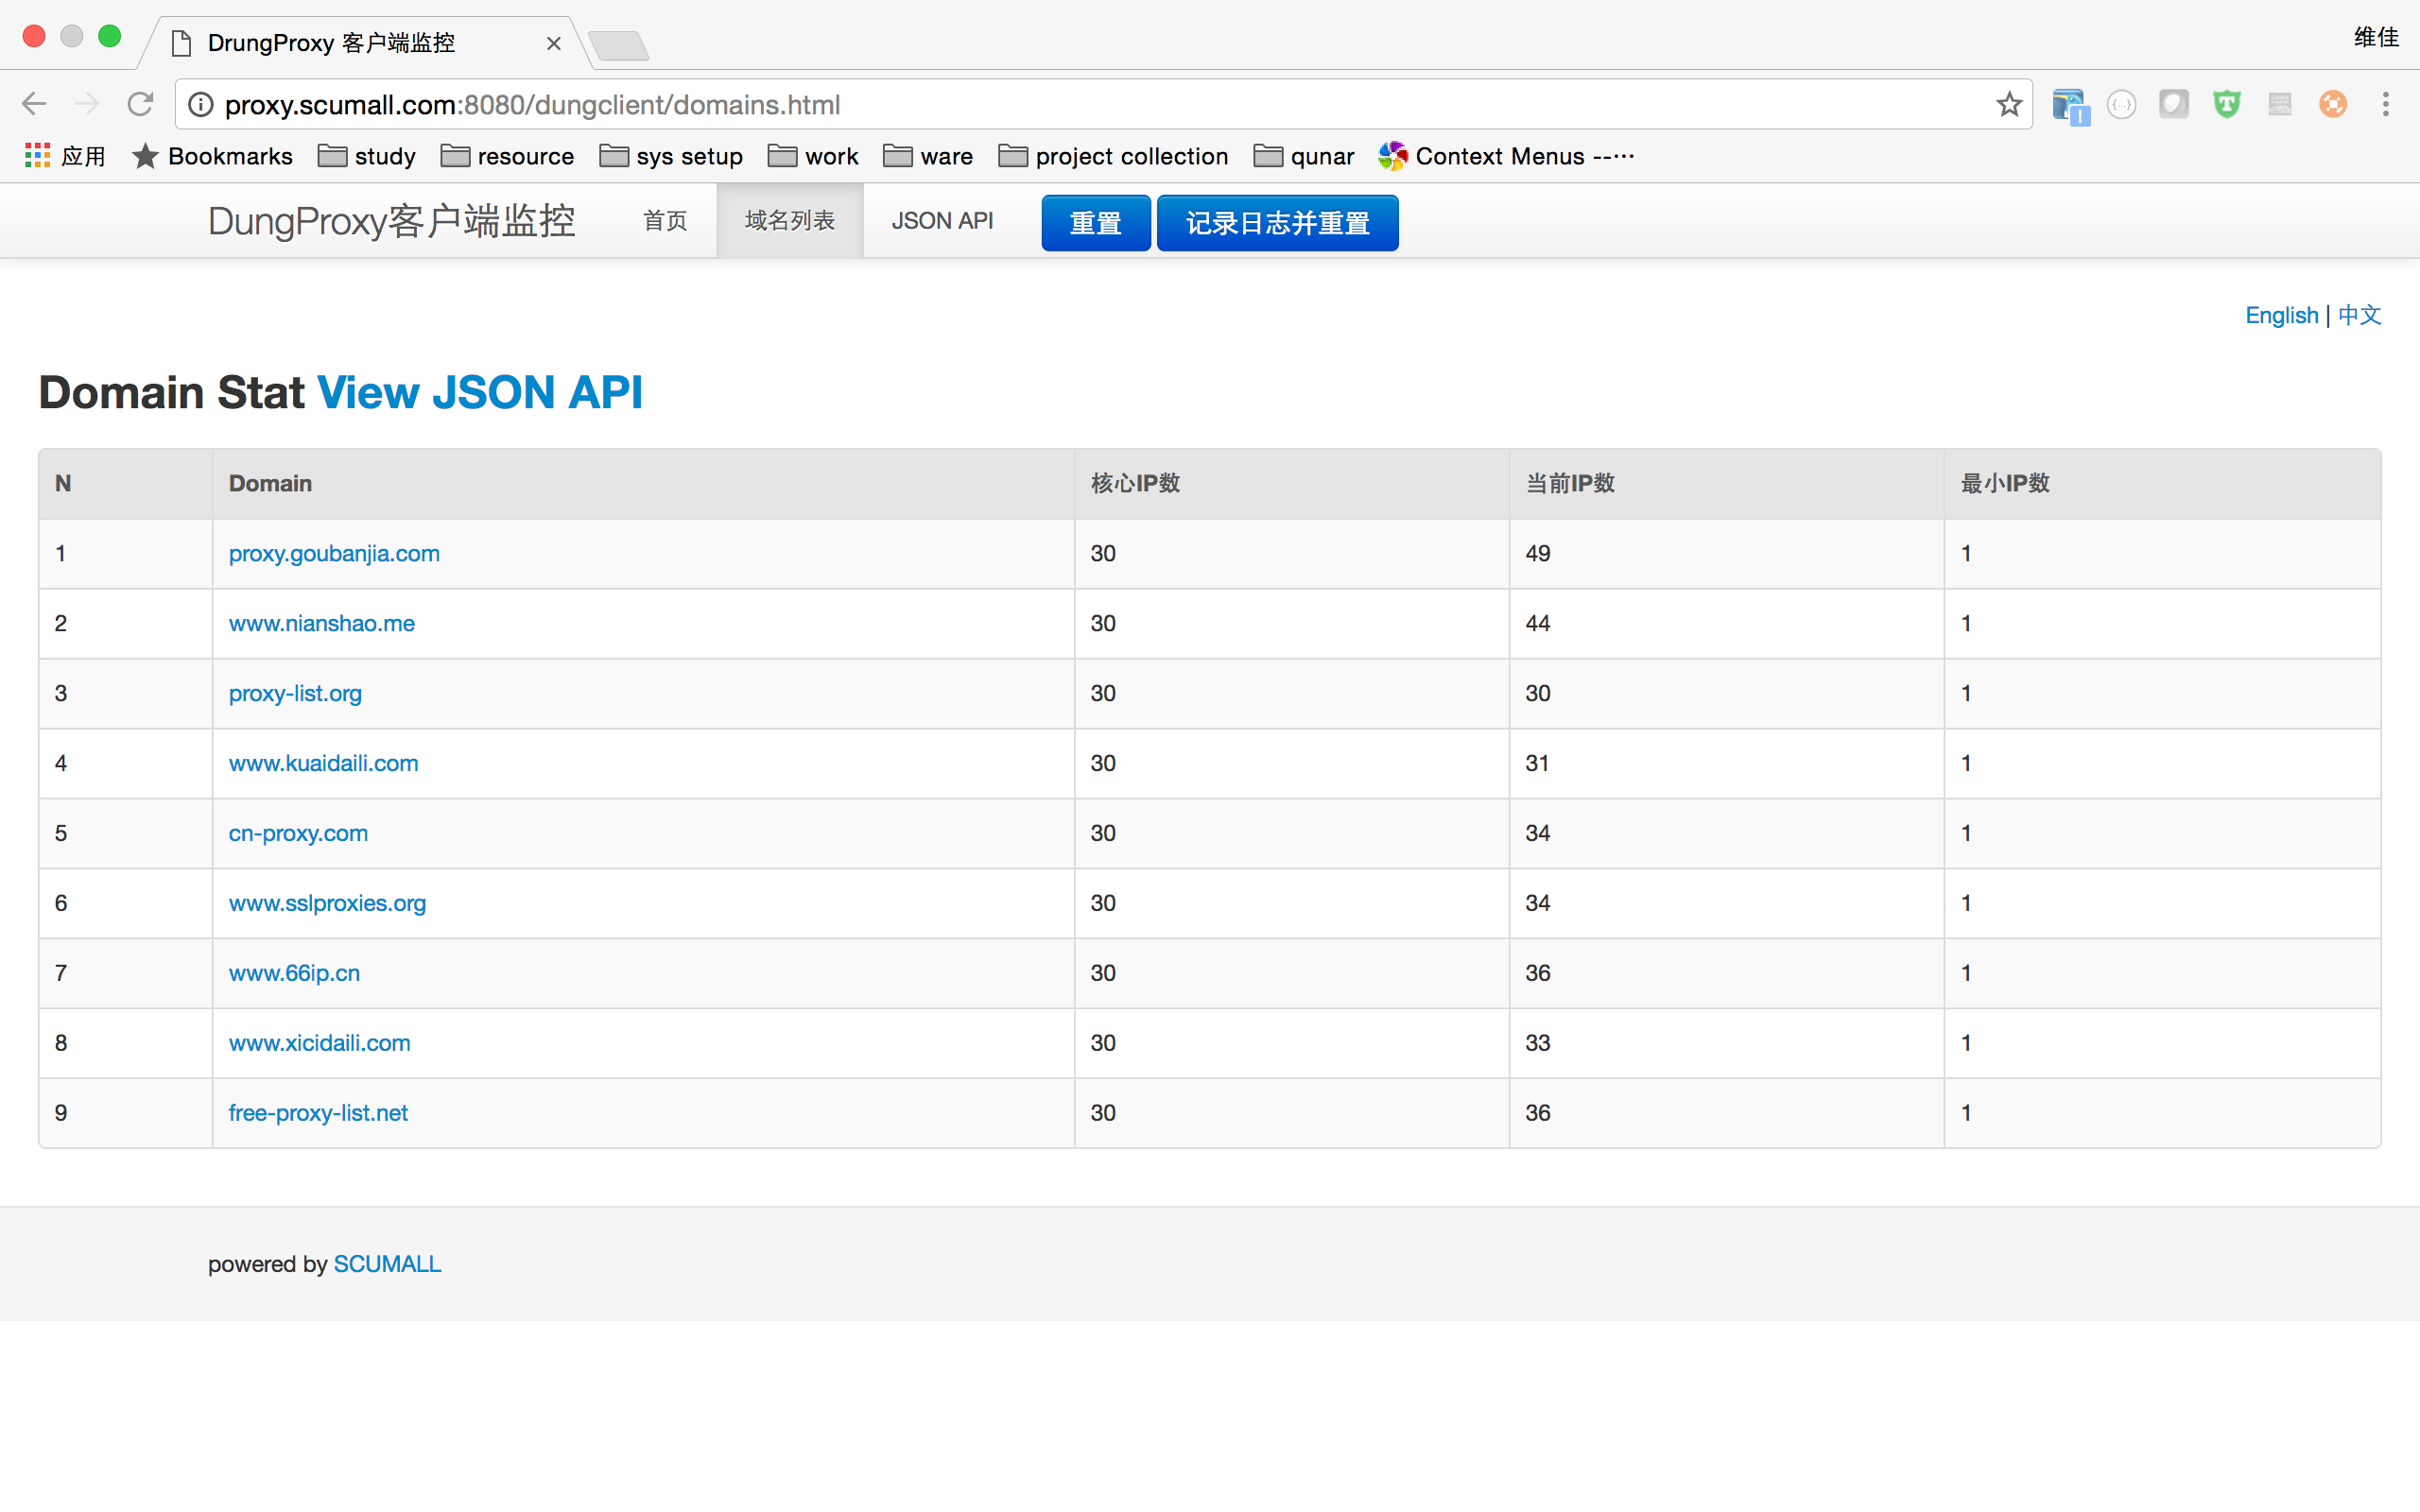 DrungProxy 客户端监控
维佳
proxy.scumall.com:8080/dungclient/domains.html
应用 Bookmarks study resource sys setup work ware project collection qunar Context Menus --···
DungProxy客户端监控 首页 域名列表 JSON API 重置 记录日志并重置
English | 中文
Domain Stat View JSON API
N Domain 核心IP数 当前IP数 最小IP数
1 proxy.goubanjia.com 30 49 1
2 www.nianshao.me 30 44 1
3 proxy-list.org 30 30 1
4 www.kuaidaili.com 30 31 1
5 cn-proxy.com 30 34 1
6 www.sslproxies.org 30 34 1
7 www.66ip.cn 30 36 1
8 www.xicidaili.com 30 33 1
9 free-proxy-list.net 30 36 1
powered by SCUMALL